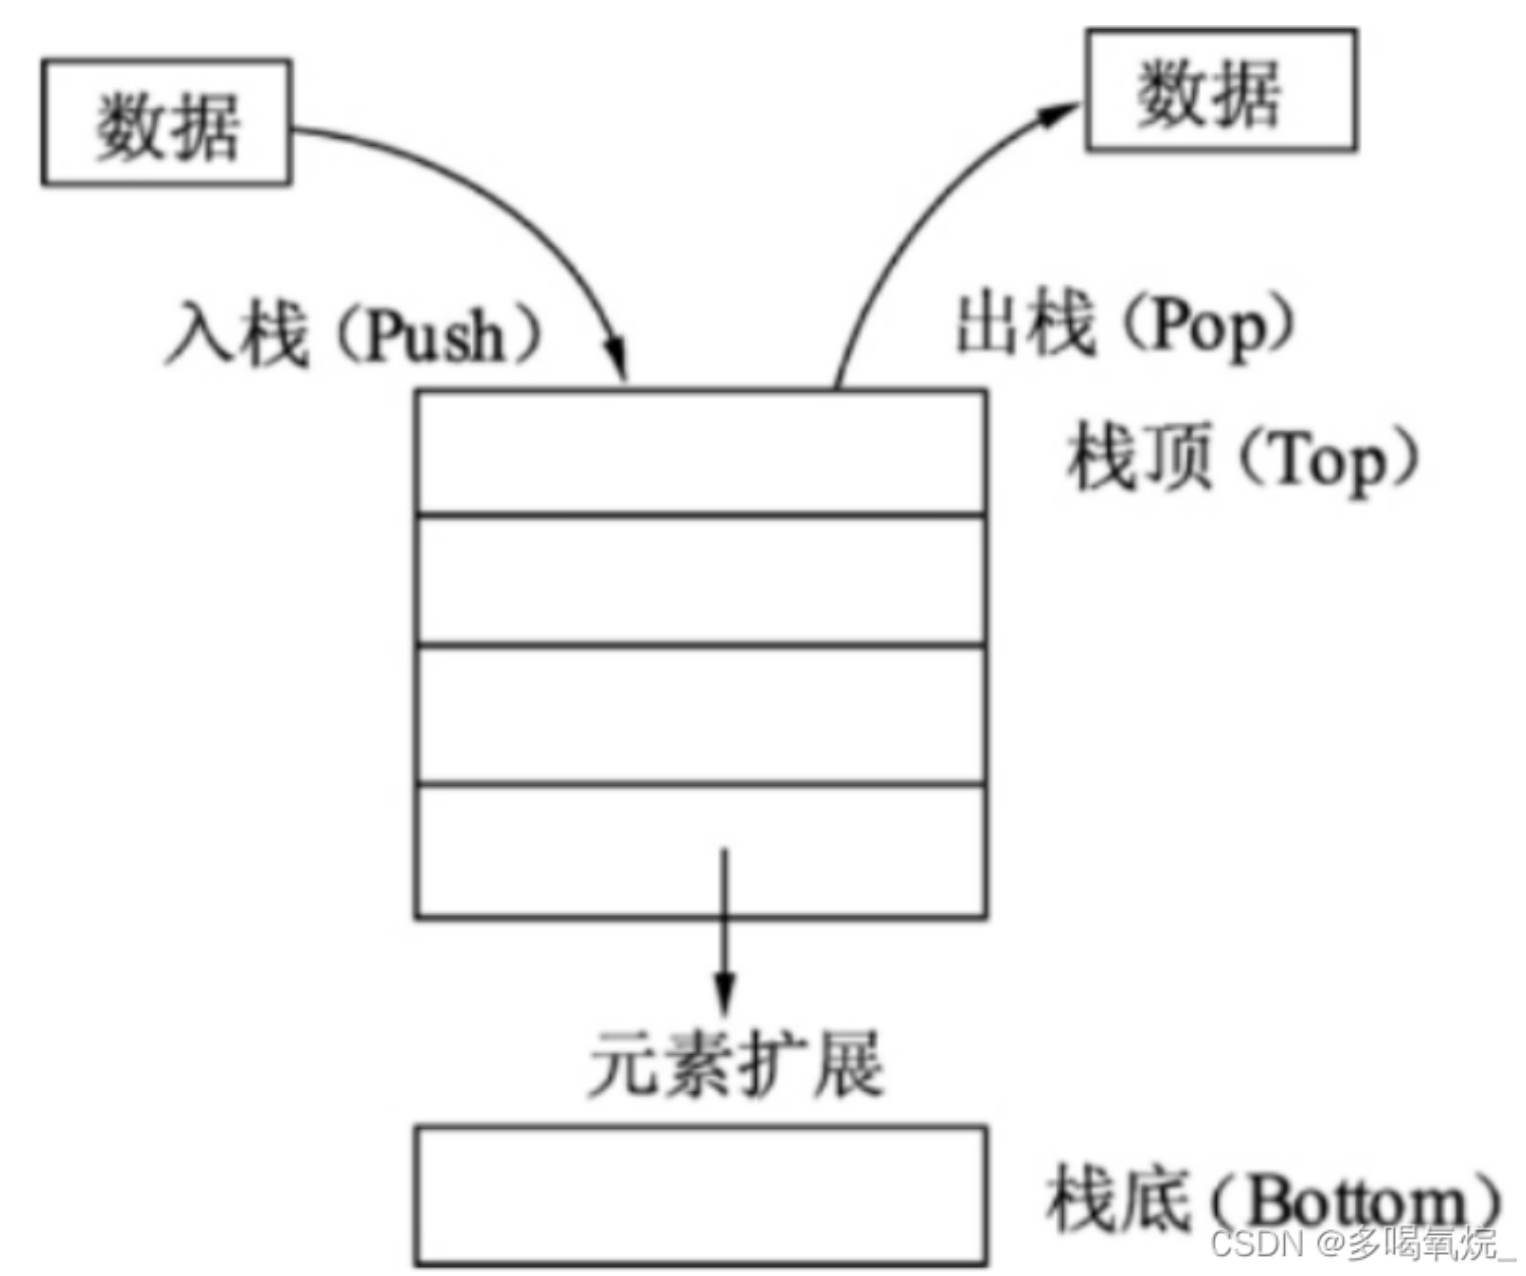 数据
数据
入栈（Push）
出栈（Pop）
栈顶（Top）
元素扩展
栈底（Bottom）
CSDN @多喝氧烷_